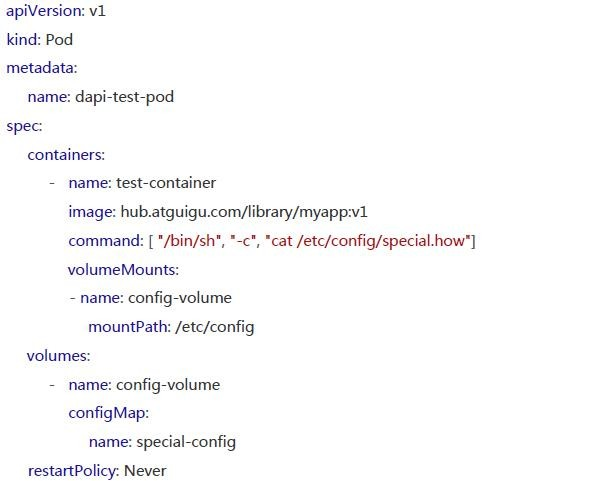 apiVersion: v1
kind: Pod
metadata:
  name: dapi-test-pod
spec:
  containers:
    - name: test-container
      image: hub.atguigu.com/library/myapp:v1
      command: [ "/bin/sh", "-c", "cat /etc/config/special.how"]
      volumeMounts:
      - name: config-volume
        mountPath: /etc/config
  volumes:
    - name: config-volume
      configMap:
        name: special-config
  restartPolicy: Never